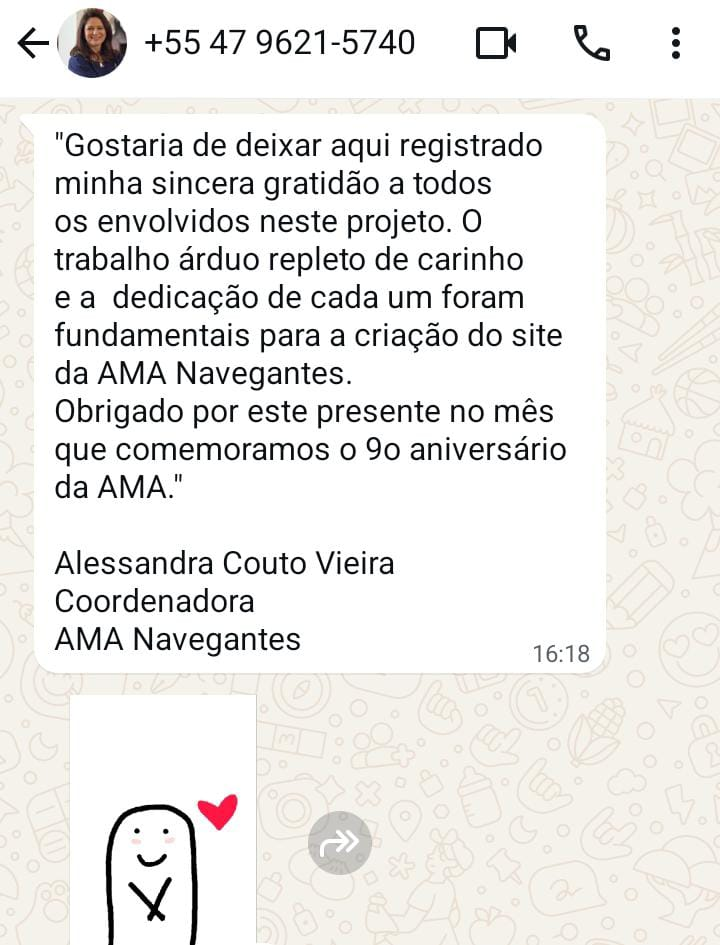 +55 47 9621-5740
"Gostaria de deixar aqui registrado
minha sincera gratidão a todos
os envolvidos neste projeto. O
trabalho árduo repleto de carinho
e a  dedicação de cada um foram
fundamentais para a criação do site
da AMA Navegantes.
Obrigado por este presente no mês
que comemoramos o 9o aniversário
da AMA."
Alessandra Couto Vieira
Coordenadora
AMA Navegantes
16:18